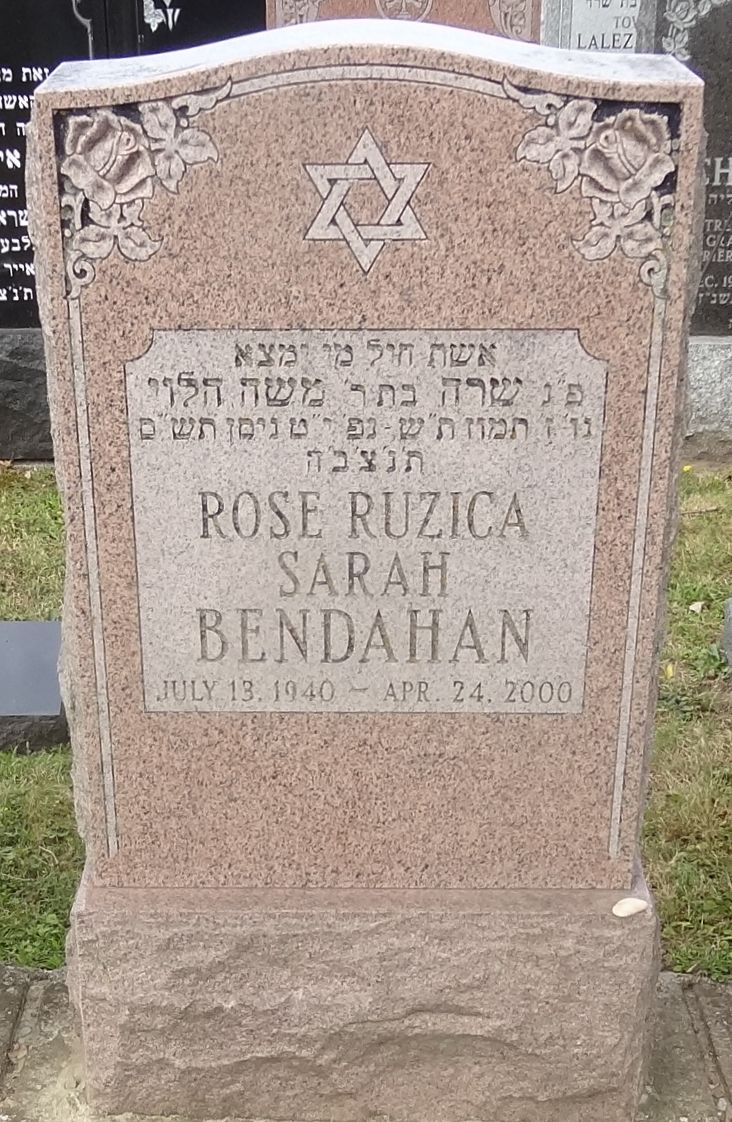 LALEZ
אשת חיל מי ימצא
פ״נ שרה בת ר׳ משה הלוי
נו׳ ז׳ תמוז ת״ש - נפ׳ י״ט ניסן תש״ס
ת׳נ׳צ׳ב׳ה
ROSE RUZICA
SARAH
BENDAHAN
JULY 13. 1940 — APR. 24. 2000